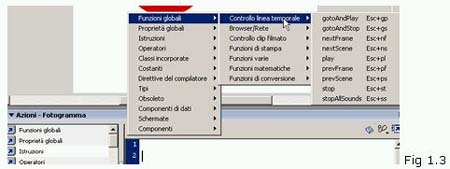 Funzioni globali
Proprietà globali
Istruzioni
Operatori
Classi incorporate
Costanti
Direttive del compilatore
Tipi
Obsoleto
Componenti di dati
Schermate
Componenti
Controllo linea temporale
Browser/Rete
Controllo clip filmato
Funzioni di stampa
Funzioni varie
Funzioni matematiche
Funzioni di conversione
gotoAndPlay Esc+gp
gotoAndStop Esc+gs
nextFrame Esc+nf
nextScene Esc+ns
play Esc+pl
prevFrame Esc+pf
prevScene Esc+ps
stop Esc+st
stopAllSounds Esc+ss
Azioni - Fotogramma
Funzioni globali
Proprietà globali
Istruzioni
Operatori
1
2
Fig 1.3